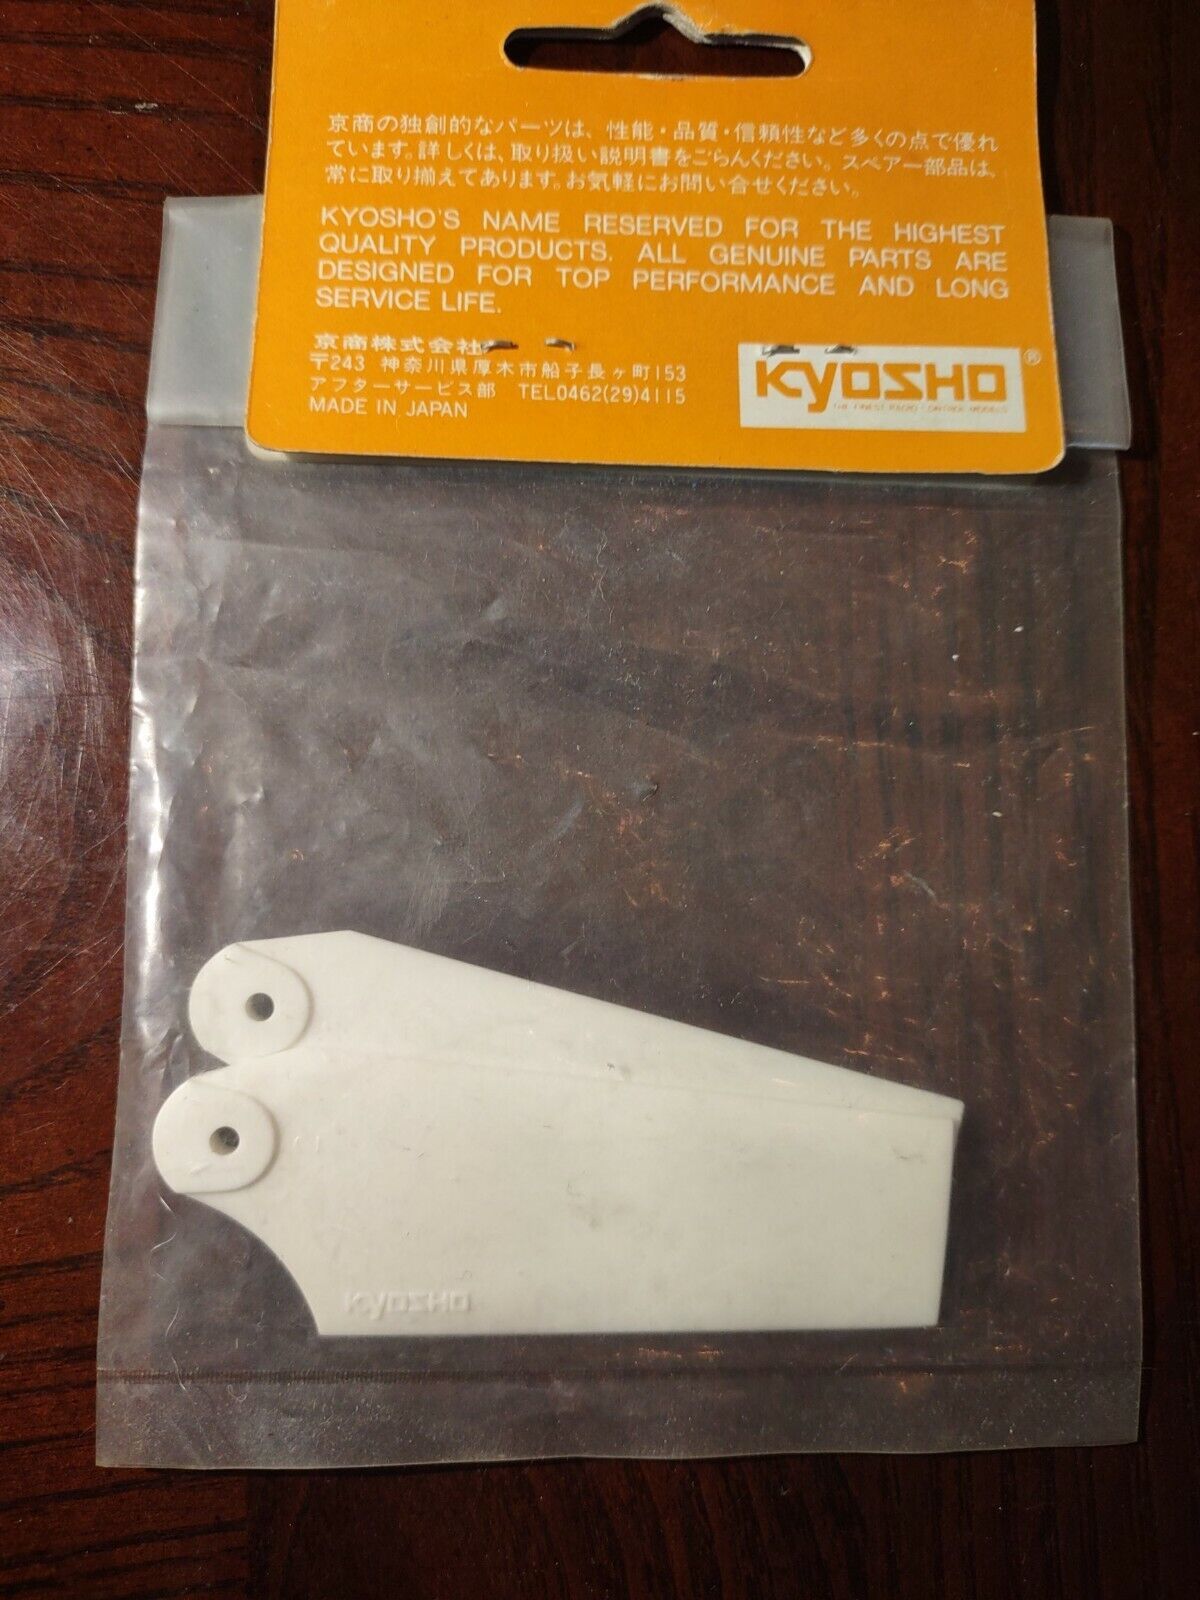 京商の独創的なパーツは、性能・品質・信頼性など多くの点で優れ
ています。詳しくは、取り扱い説明書をごらんください。スペアー部品は、
常に取り揃えてあります。お気軽にお問い合せください。
KYOSHO'S NAME RESERVED FOR THE HIGHEST
QUALITY PRODUCTS. ALL GENUINE PARTS ARE
DESIGNED FOR TOP PERFORMANCE AND LONG
SERVICE LIFE.
京商株式会社
〒243 神奈川県厚木市船子長ヶ町153
アフターサービス部 TEL0462(29)4115
MADE IN JAPAN
KYOSHO®
THE FINEST RADIO CONTROL MODELS
KYOSHO